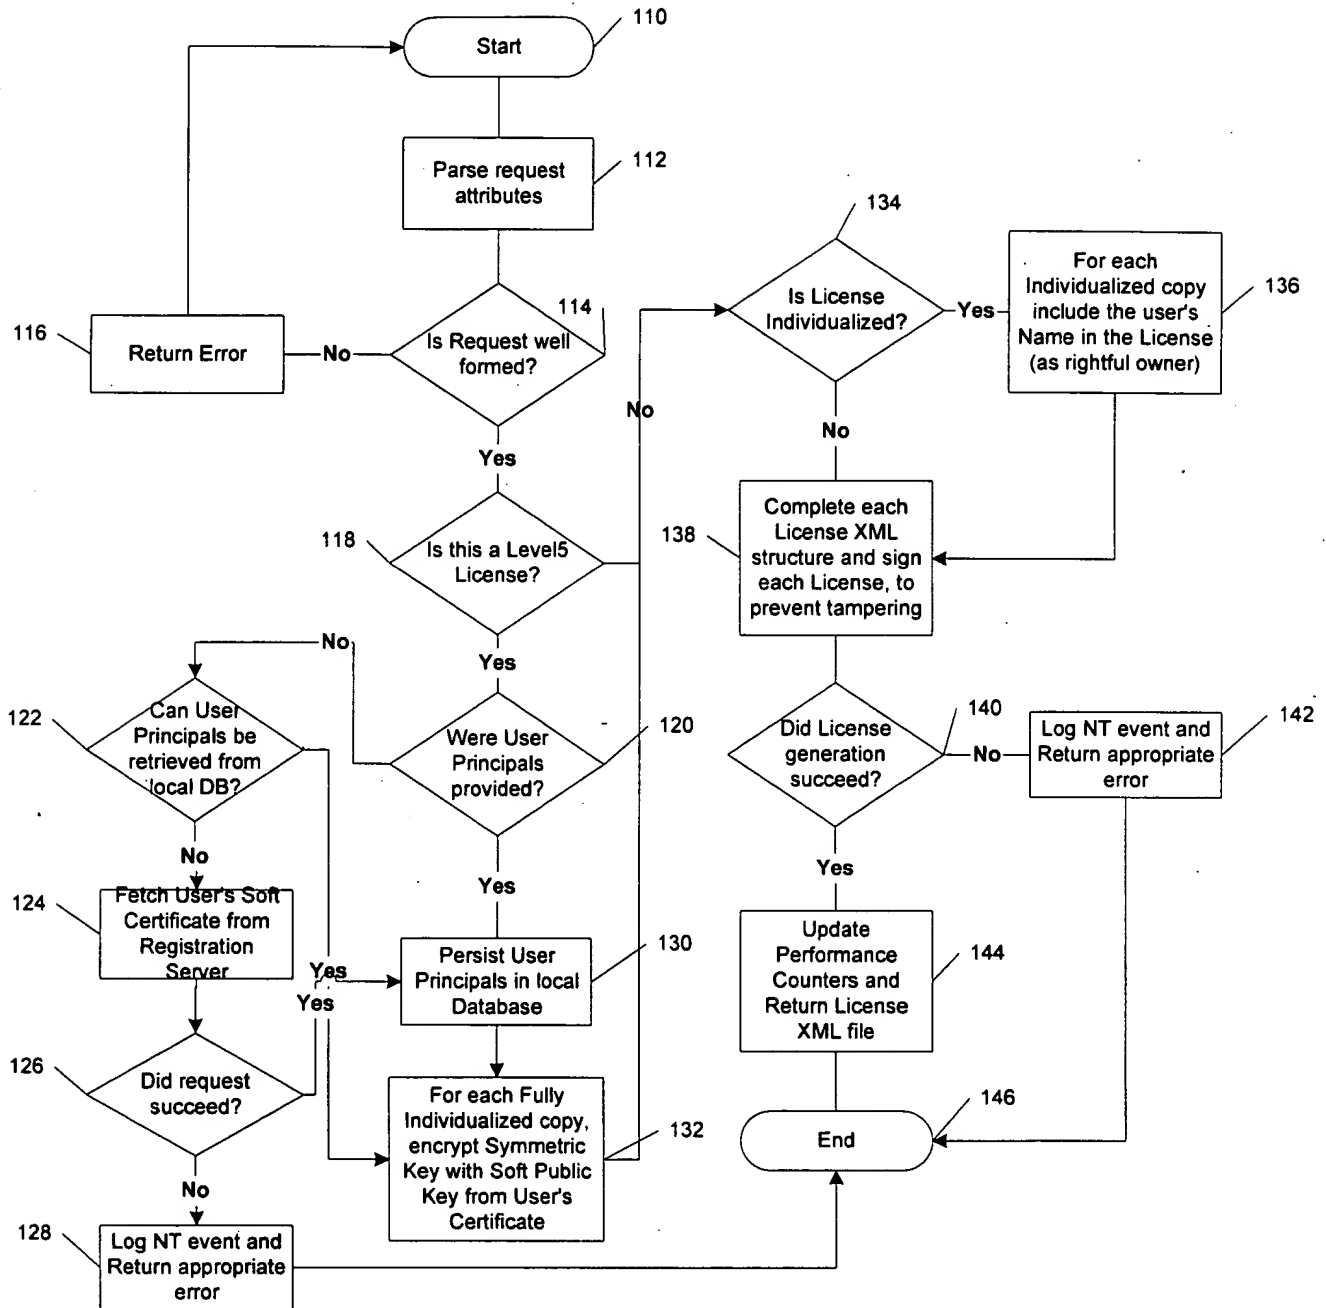 Start
110
Parse request
attributes
112
Is Request well
formed?
114
No
Return Error
116
Yes
Is this a Level5
License?
118
No
Yes
Were User
Principals
provided?
120
No
Can User
Principals be
retrieved from
local DB?
122
No
Fetch User's Soft
Certificate from
Registration
Server
124
Yes
Yes
Did request
succeed?
126
No
Log NT event and
Return appropriate
error
128
Yes
Persist User
Principals in local
Database
130
For each Fully
Individualized copy,
encrypt Symmetric
Key with Soft Public
Key from User's
Certificate
132
Is License
Individualized?
134
Yes
For each
Individualized copy
include the user's
Name in the License
(as rightful owner)
136
No
Complete each
License XML
structure and sign
each License, to
prevent tampering
138
Did License
generation
succeed?
140
No
Log NT event and
Return appropriate
error
142
Yes
Update
Performance
Counters and
Return License
XML file
144
End
146